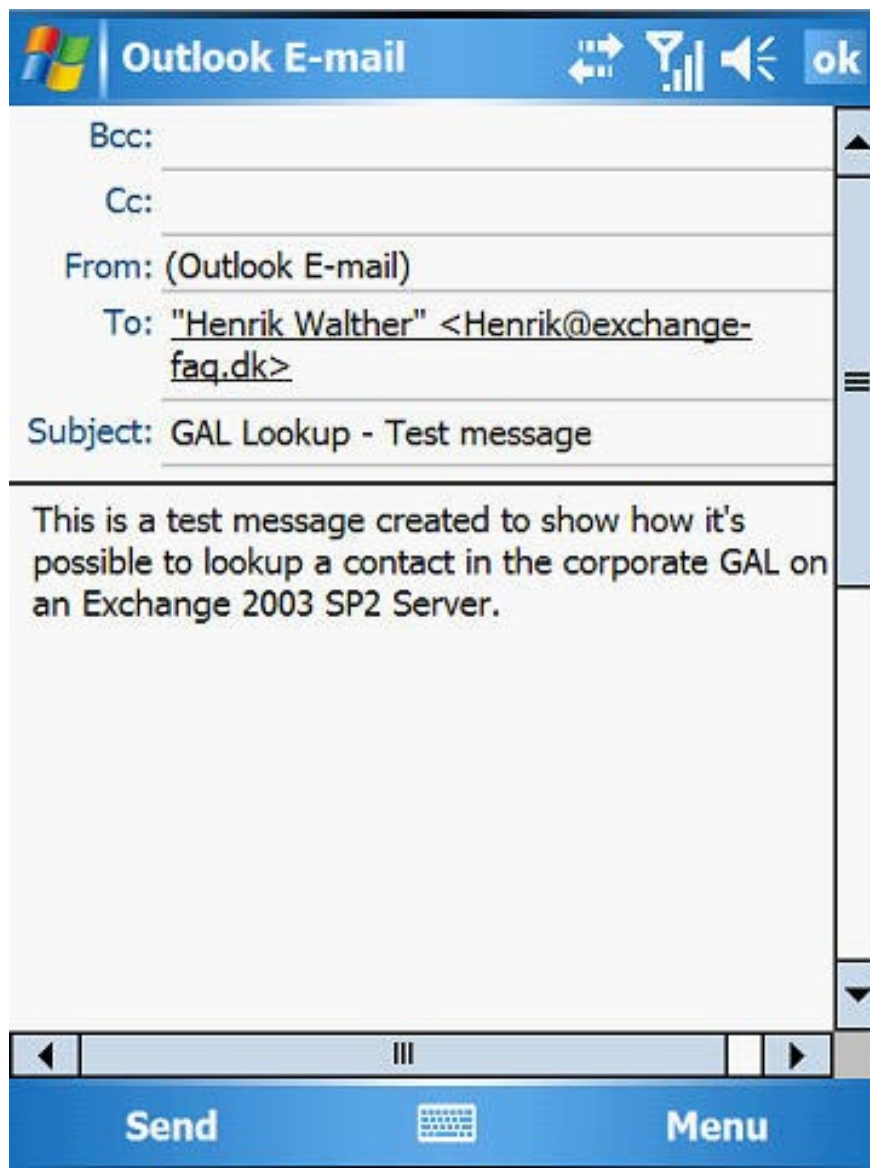 Outlook E-mail
ok
Bcc:
Cc:
From: (Outlook E-mail)
To: "Henrik Walther" <Henrik@exchange-
faq.dk>
Subject: GAL Lookup - Test message
This is a test message created to show how it's
possible to lookup a contact in the corporate GAL on
an Exchange 2003 SP2 Server.
Send
Menu